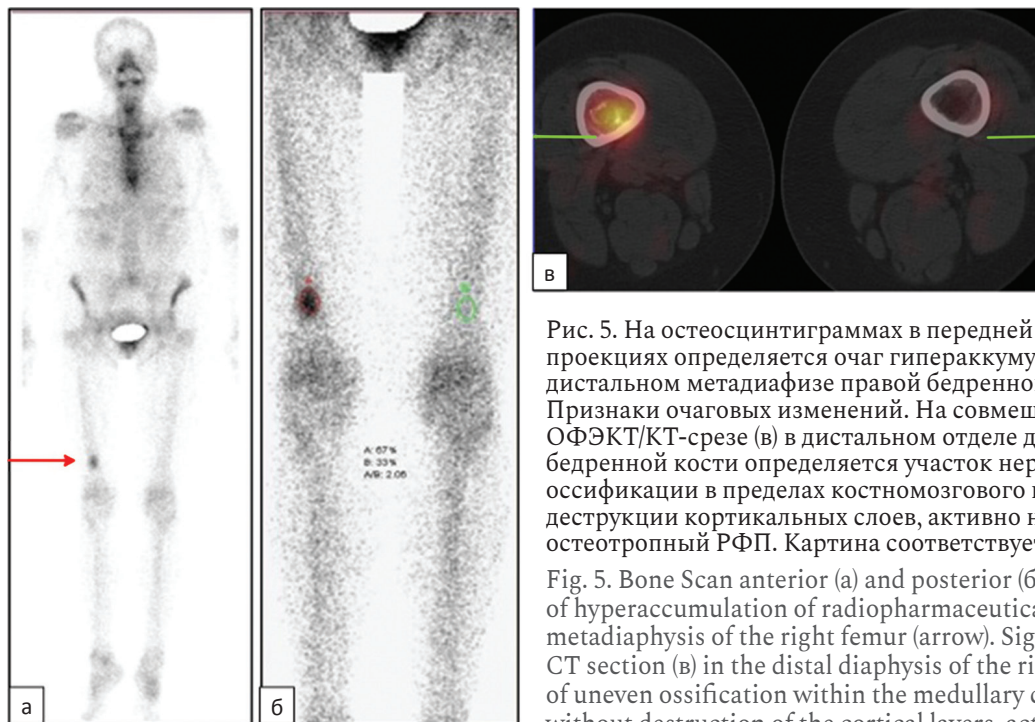 A: 67%
B: 33%
A/B: 2.06
а
б
в
Рис. 5. На остеосцинтиграммах в передней
проекциях определяется очаг гипераккуму
дистальном метадиафизе правой бедренно
Признаки очаговых изменений. На совмещ
ОФЭКТ/КТ-срезе (в) в дистальном отделе д
бедренной кости определяется участок нер
оссификации в пределах костномозгового
деструкции кортикальных слоев, активно н
остеотропный РФП. Картина соответствуе
Fig. 5. Bone Scan anterior (a) and posterior (б
of hyperaccumulation of radiopharmaceutica
metadiaphysis of the right femur (arrow). Sig
CT section (в) in the distal diaphysis of the ri
of uneven ossification within the medullary
without destruction of the cortical layers,